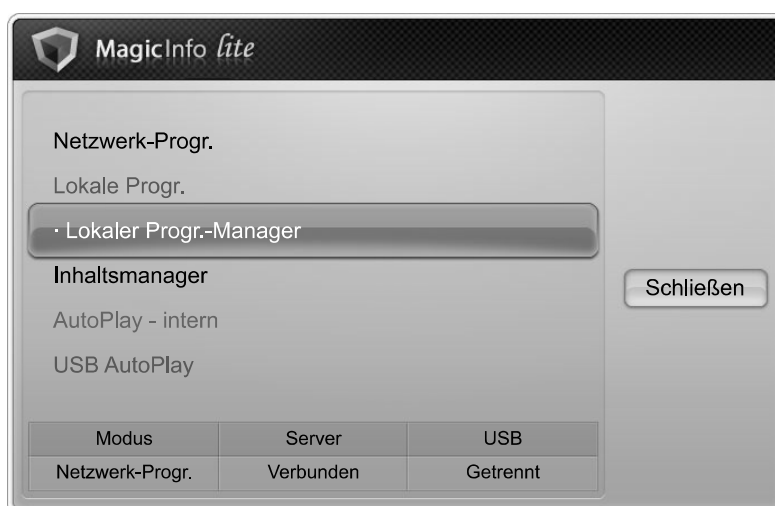 MagicInfo lite
Netzwerk-Progr.
Lokale Progr.
· Lokaler Progr.-Manager
Inhaltsmanager
AutoPlay - intern
USB AutoPlay
Schließen
Modus Server USB
Netzwerk-Progr. Verbunden Getrennt